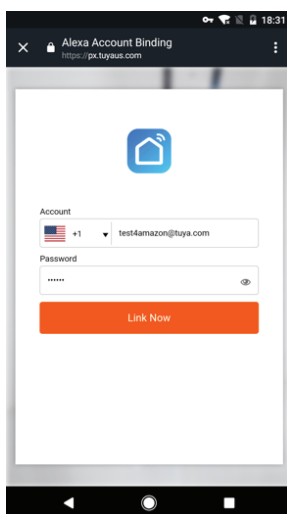 18:31
Alexa Account Binding
https://px.tuyaus.com
Account
+1 test4amazon@tuya.com
Password
••••••
Link Now